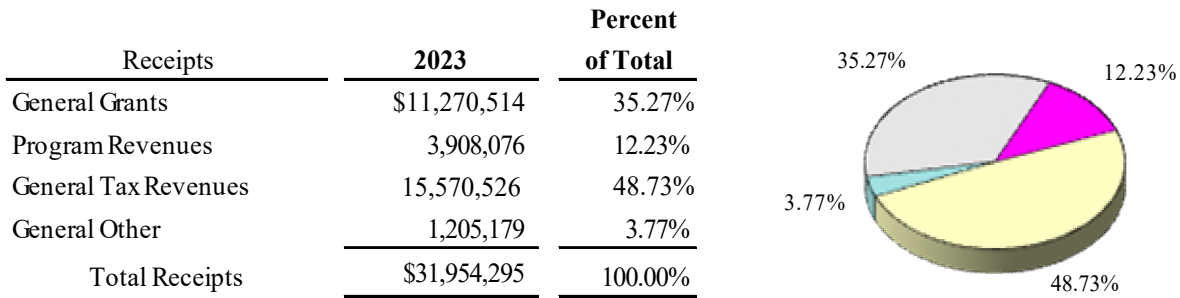 Percent
Receipts 2023 of Total
General Grants $11,270,514 35.27%
Program Revenues 3,908,076 12.23%
General Tax Revenues 15,570,526 48.73%
General Other 1,205,179 3.77%
Total Receipts $31,954,295 100.00%
35.27%
12.23%
3.77%
48.73%